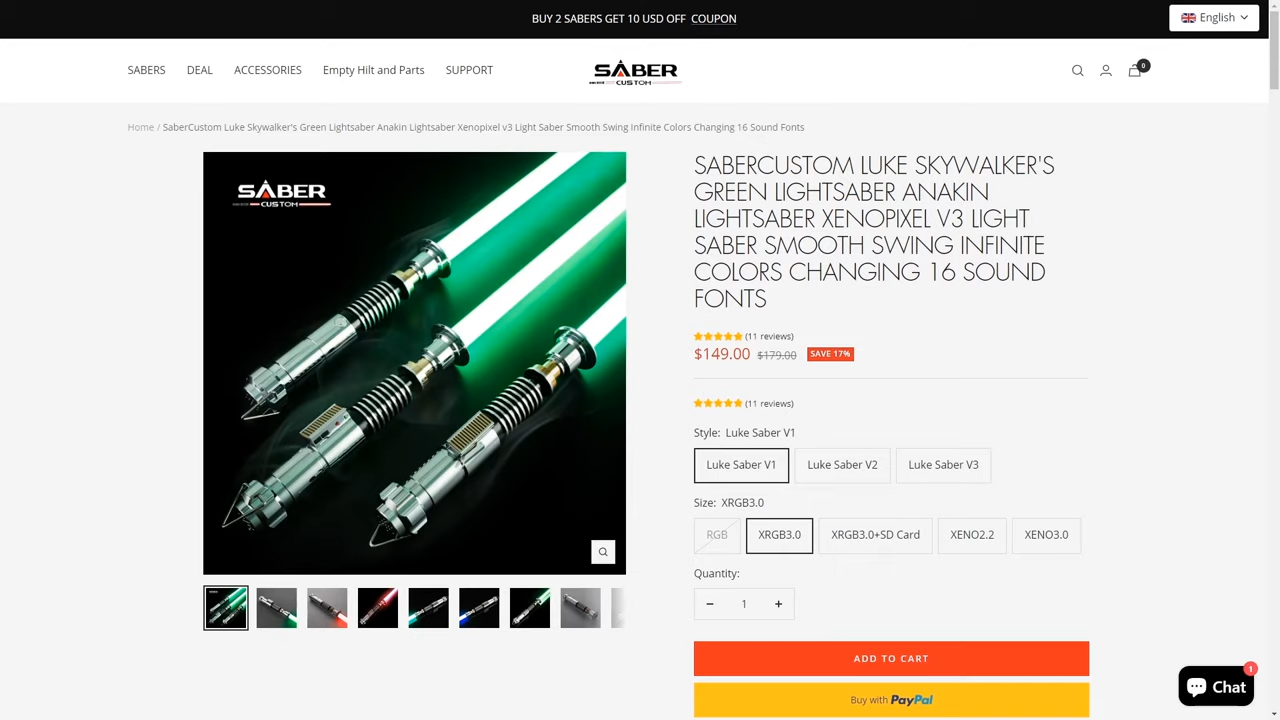 BUY 2 SABERS GET 10 USD OFF COUPON
English
SABERS DEAL ACCESSORIES Empty Hilt and Parts SUPPORT
SABER
CUSTOM
0
Home / SaberCustom Luke Skywalker's Green Lightsaber Anakin Lightsaber Xenopixel v3 Light Saber Smooth Swing Infinite Colors Changing 16 Sound Fonts
SABER
CUSTOM
SABERCUSTOM LUKE SKYWALKER'S
GREEN LIGHTSABER ANAKIN
LIGHTSABER XENOPIXEL V3 LIGHT
SABER SMOOTH SWING INFINITE
COLORS CHANGING 16 SOUND
FONTS
(11 reviews)
$149.00 $179.00 SAVE 17%
(11 reviews)
Style: Luke Saber V1
Luke Saber V1 Luke Saber V2 Luke Saber V3
Size: XRGB3.0
RGB XRGB3.0 XRGB3.0+SD Card XENO2.2 XENO3.0
Quantity:
− 1 +
ADD TO CART
Buy with PayPal
Chat
1